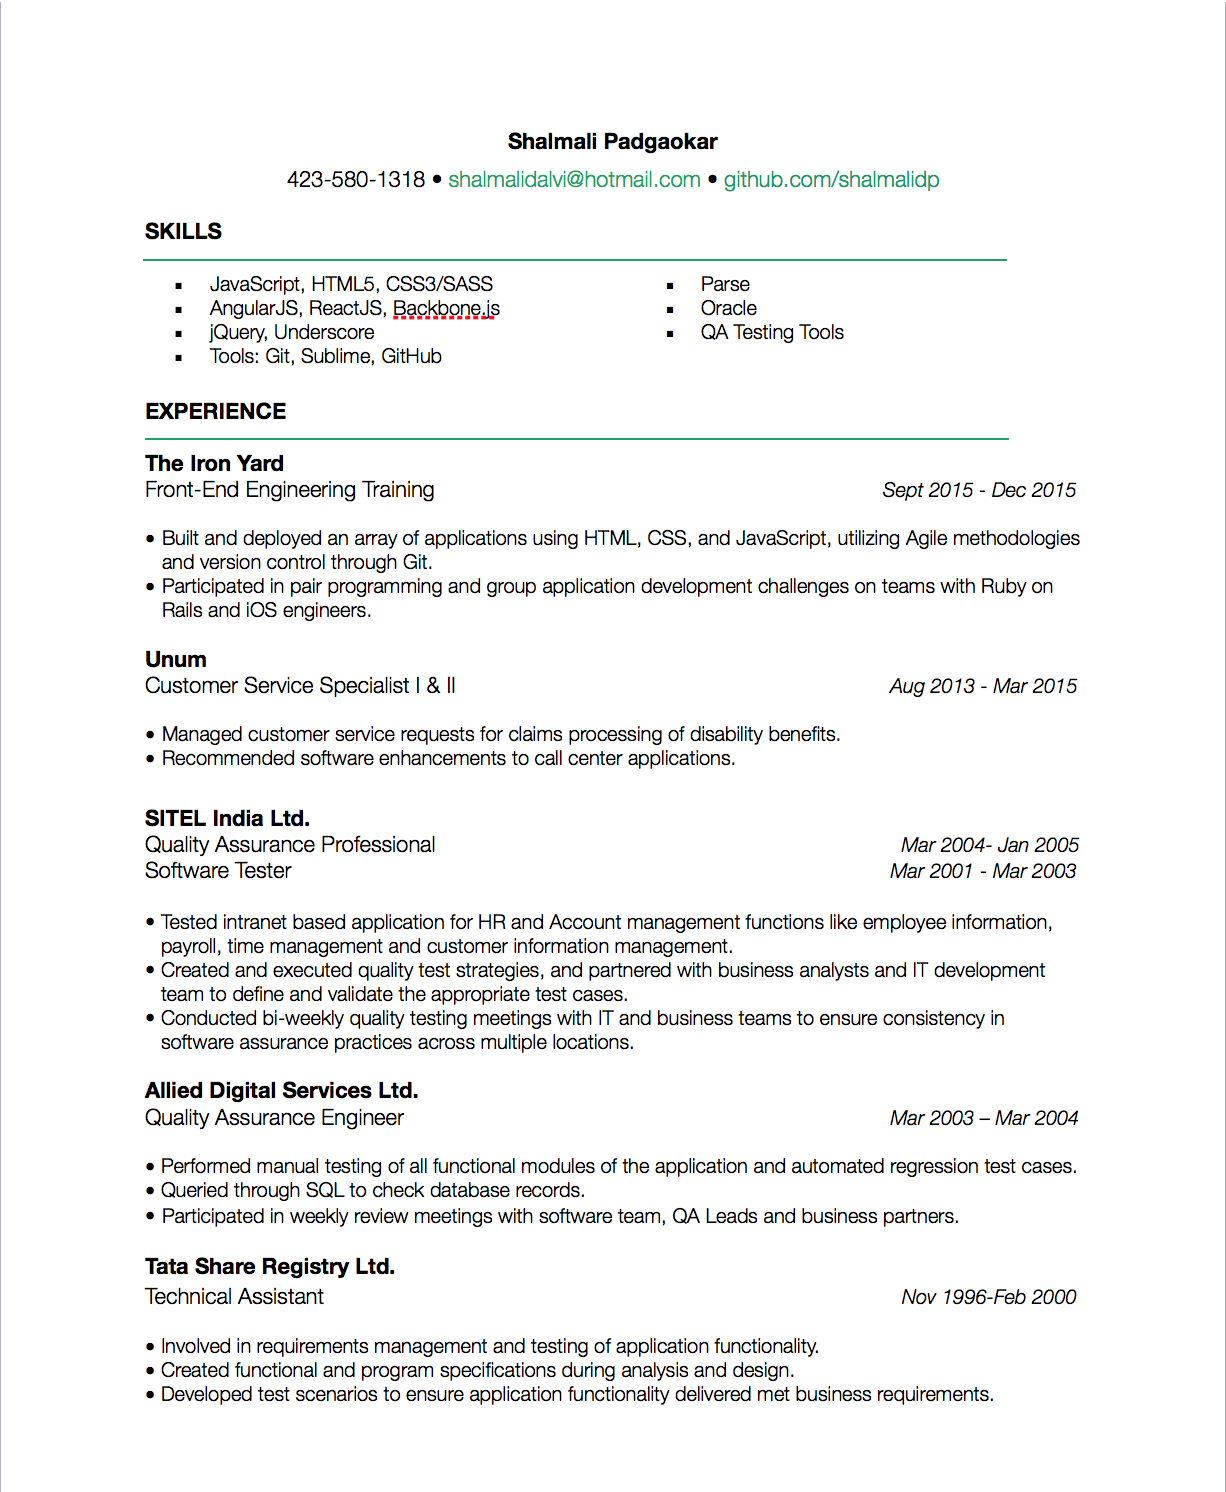 Shalmali Padgaokar
423-580-1318 • shalmalidalvi@hotmail.com • github.com/shalmalidp
SKILLS
▪ JavaScript, HTML5, CSS3/SASS
▪ AngularJS, ReactJS, Backbone.js
▪ jQuery, Underscore
▪ Tools: Git, Sublime, GitHub
▪ Parse
▪ Oracle
▪ QA Testing Tools
EXPERIENCE
The Iron Yard
Front-End Engineering Training Sept 2015 - Dec 2015
• Built and deployed an array of applications using HTML, CSS, and JavaScript, utilizing Agile methodologies
and version control through Git.
• Participated in pair programming and group application development challenges on teams with Ruby on
Rails and iOS engineers.
Unum
Customer Service Specialist I & II Aug 2013 - Mar 2015
• Managed customer service requests for claims processing of disability benefits.
• Recommended software enhancements to call center applications.
SITEL India Ltd.
Quality Assurance Professional Mar 2004- Jan 2005
Software Tester Mar 2001 - Mar 2003
• Tested intranet based application for HR and Account management functions like employee information,
payroll, time management and customer information management.
• Created and executed quality test strategies, and partnered with business analysts and IT development
team to define and validate the appropriate test cases.
• Conducted bi-weekly quality testing meetings with IT and business teams to ensure consistency in
software assurance practices across multiple locations.
Allied Digital Services Ltd.
Quality Assurance Engineer Mar 2003 – Mar 2004
• Performed manual testing of all functional modules of the application and automated regression test cases.
• Queried through SQL to check database records.
• Participated in weekly review meetings with software team, QA Leads and business partners.
Tata Share Registry Ltd.
Technical Assistant Nov 1996-Feb 2000
• Involved in requirements management and testing of application functionality.
• Created functional and program specifications during analysis and design.
• Developed test scenarios to ensure application functionality delivered met business requirements.